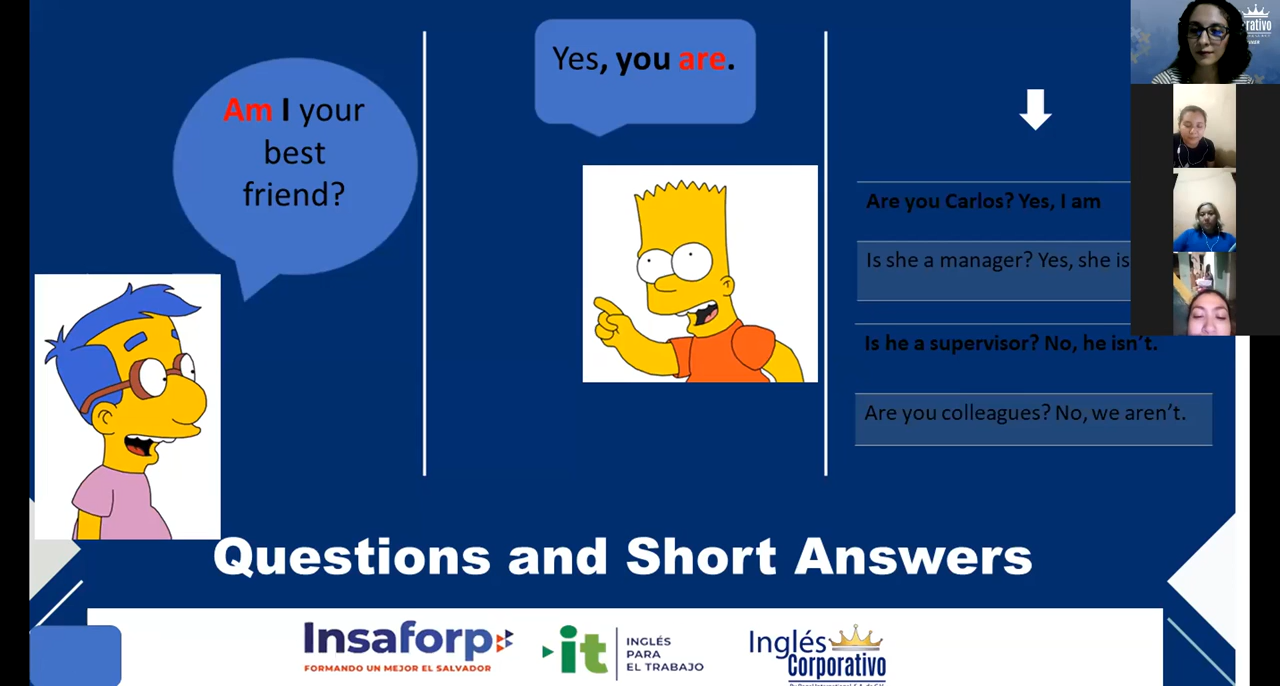 Am I your
best
friend?
Yes, you are.
Are you Carlos? Yes, I am
Is she a manager? Yes, she is
Is he a supervisor? No, he isn't.
Are you colleagues? No, we aren't.
Questions and Short Answers
Insaforp
FORMANDO UN MEJOR EL SALVADOR
it
INGLÉS
PARA
EL TRABAJO
Inglés
Corporativo